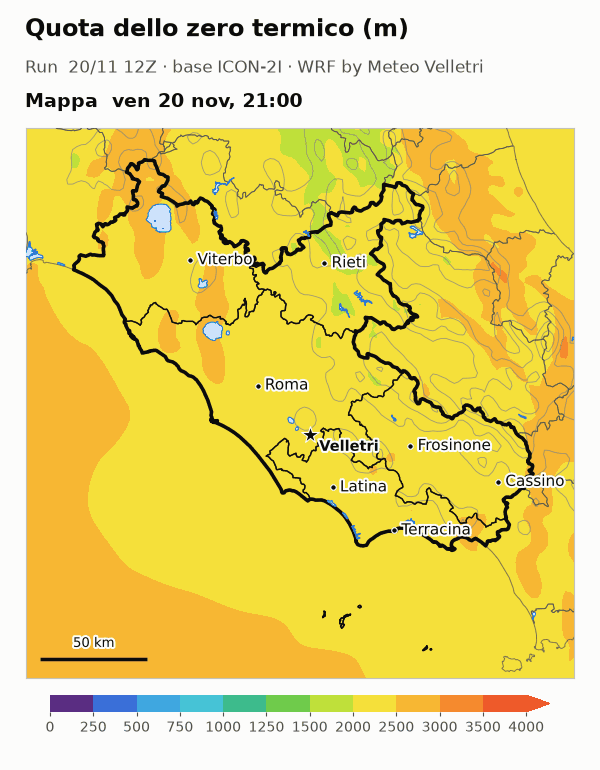 Quota dello zero termico (m)
Run  20/11 12Z · base ICON-2I · WRF by Meteo Velletri
Mappa  ven 20 nov, 21:00
Viterbo
Rieti
Roma
Velletri
Frosinone
Cassino
Latina
Terracina
50 km
0 250 500 750 1000 1250 1500 2000 2500 3000 3500 4000